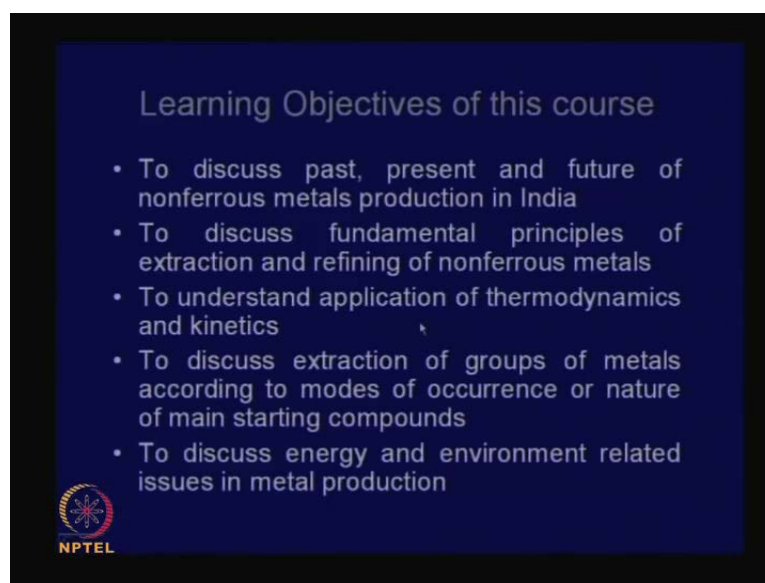 Learning Objectives of this course
• To discuss past, present and future of
nonferrous metals production in India
• To discuss fundamental principles of
extraction and refining of nonferrous metals
• To understand application of thermodynamics
and kinetics
• To discuss extraction of groups of metals
according to modes of occurrence or nature
of main starting compounds
• To discuss energy and environment related
issues in metal production
NPTEL